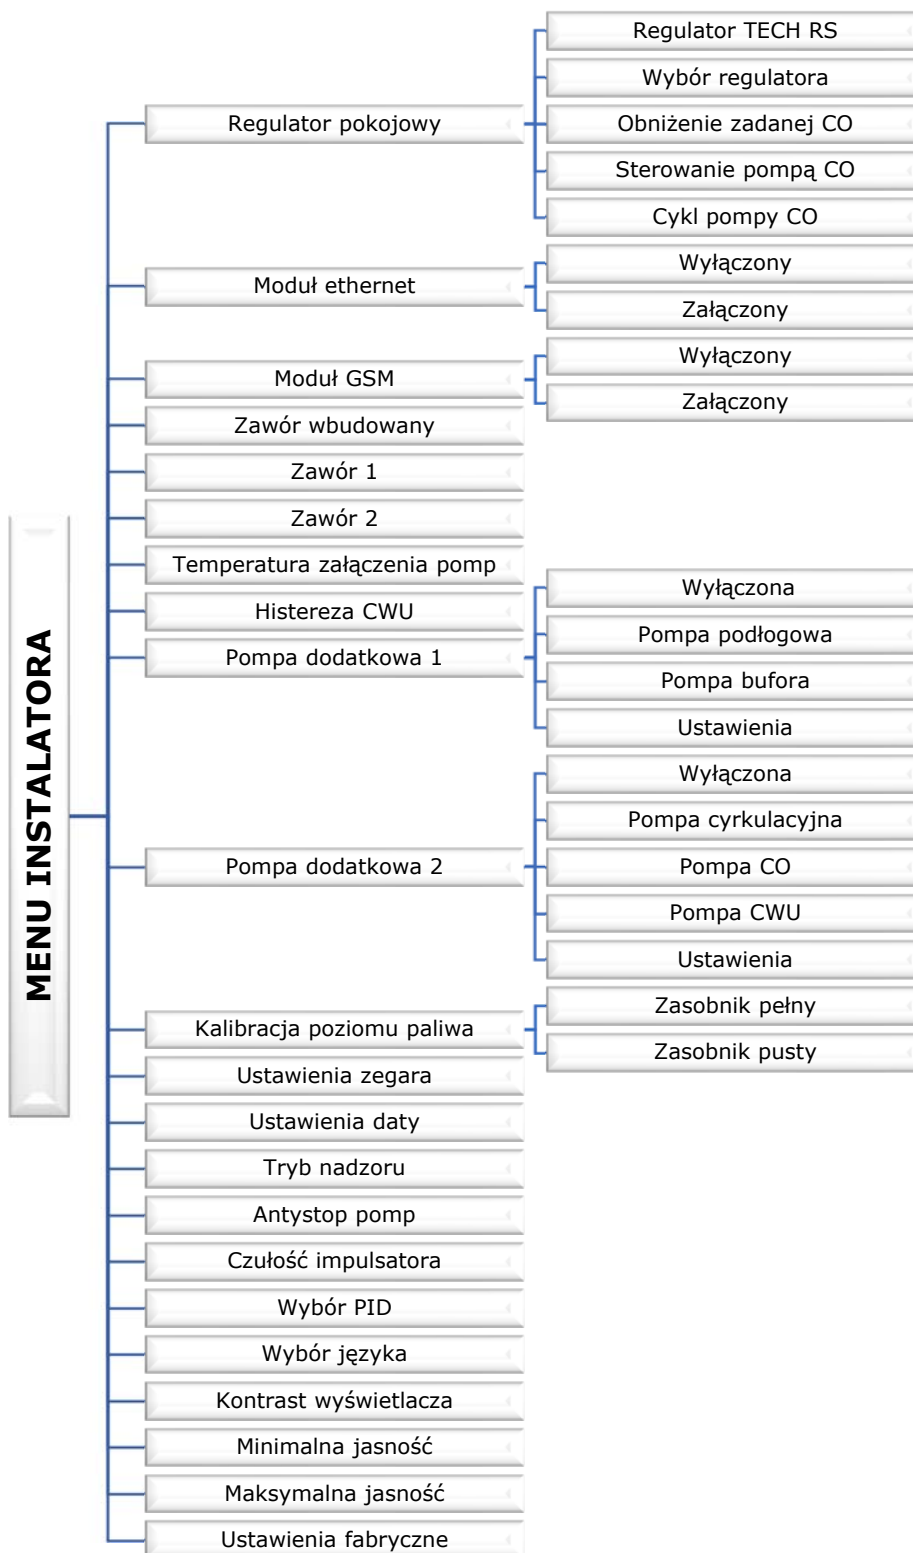 MENU INSTALATORA
Regulator pokojowy
Regulator TECH RS
Wybór regulatora
Obniżenie zadanej CO
Sterowanie pompą CO
Cykl pompy CO
Moduł ethernet
Wyłączony
Załączony
Moduł GSM
Wyłączony
Załączony
Zawór wbudowany
Zawór 1
Zawór 2
Temperatura załączenia pomp
Histereza CWU
Pompa dodatkowa 1
Wyłączona
Pompa podłogowa
Pompa bufora
Ustawienia
Pompa dodatkowa 2
Wyłączona
Pompa cyrkulacyjna
Pompa CO
Pompa CWU
Ustawienia
Kalibracja poziomu paliwa
Zasobnik pełny
Zasobnik pusty
Ustawienia zegara
Ustawienia daty
Tryb nadzoru
Antystop pomp
Czułość impulsatora
Wybór PID
Wybór języka
Kontrast wyświetlacza
Minimalna jasność
Maksymalna jasność
Ustawienia fabryczne